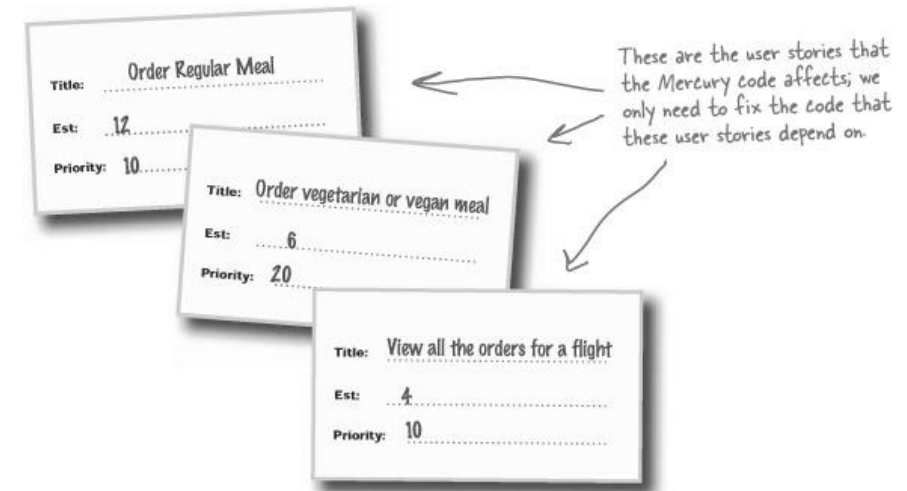 Title: Order Regular Meal
Est: 12
Priority: 10
Title: Order vegetarian or vegan meal
Est: 6
Priority: 20
Title: View all the orders for a flight
Est: 4
Priority: 10
These are the user stories that
the Mercury code affects; we
only need to fix the code that
these user stories depend on.